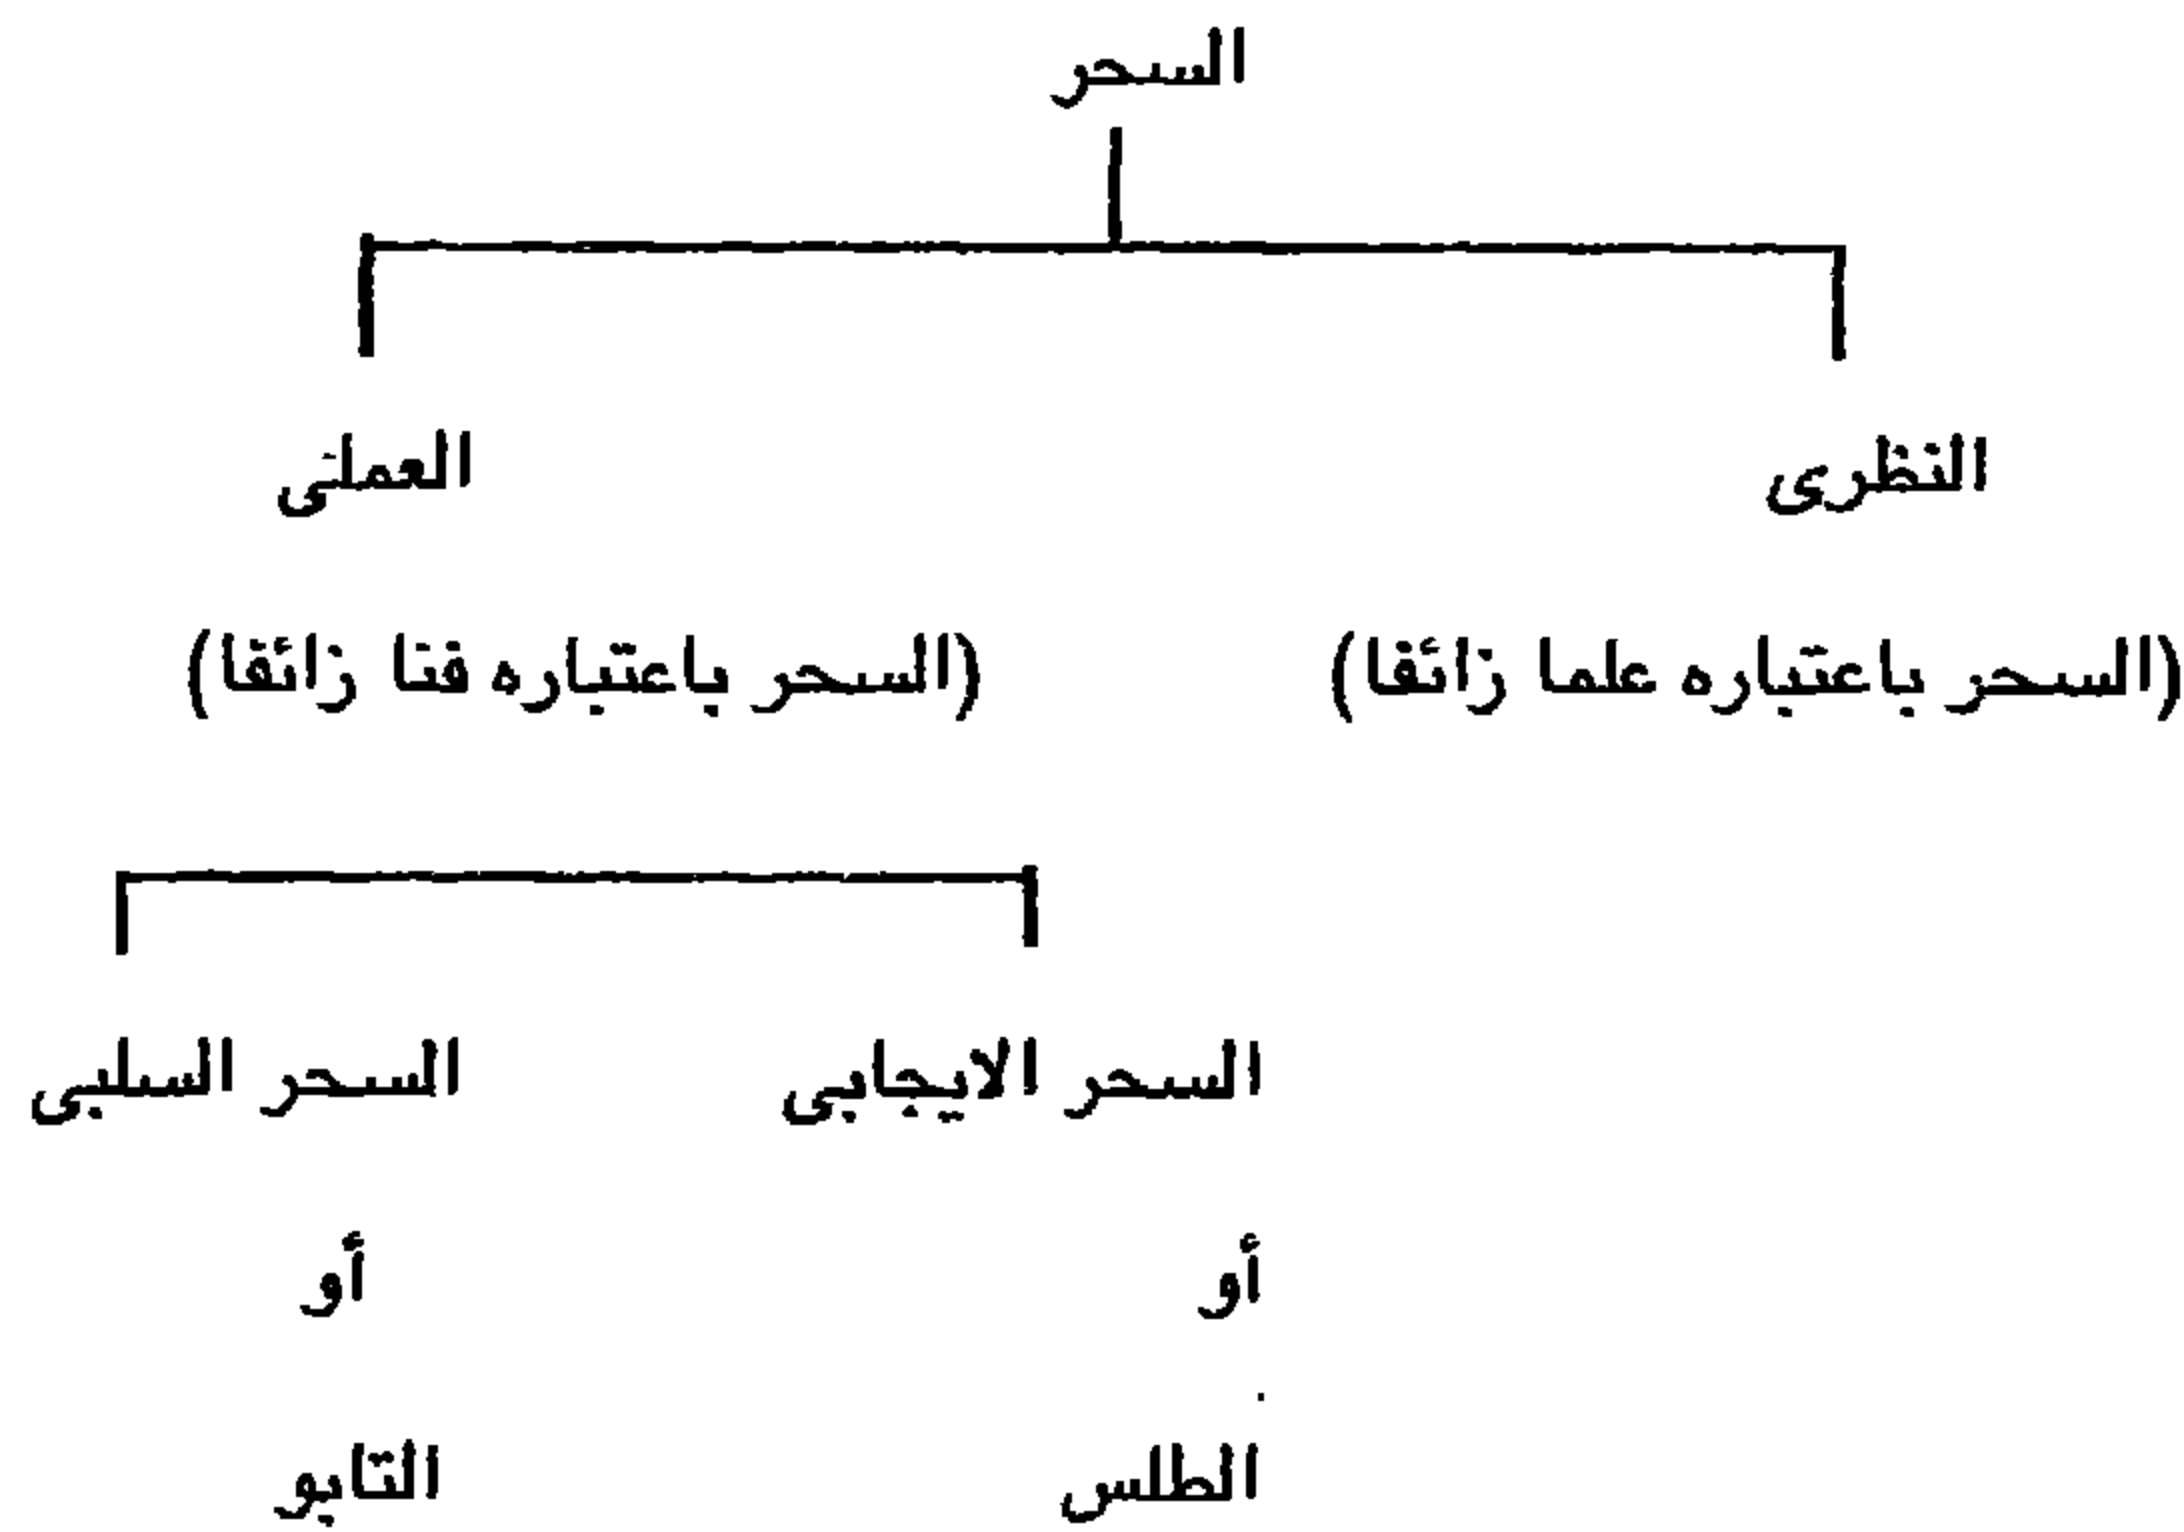 السحر
النظرى
العملى
(السحر باعتباره علما زائفا)
(السحر باعتباره فنا زائفا)
السحر الايجابى
السحر السلبى
أو
أو
الطلس
التابو